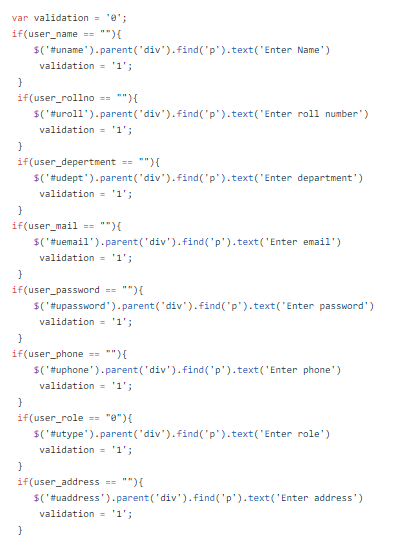 var validation = '0';
if(user_name == ""){
$('#uname').parent('div').find('p').text('Enter Name')
validation = '1';
}
if(user_rollno == ""){
$('#uroll').parent('div').find('p').text('Enter roll number')
validation = '1';
}
if(user_depertment == ""){
$('#udept').parent('div').find('p').text('Enter department')
validation = '1';
}
if(user_mail == ""){
$('#uemail').parent('div').find('p').text('Enter email')
validation = '1';
}
if(user_password == ""){
$('#upassword').parent('div').find('p').text('Enter password')
validation = '1';
}
if(user_phone == ""){
$('#uphone').parent('div').find('p').text('Enter phone')
validation = '1';
}
if(user_role == "0"){
$('#utype').parent('div').find('p').text('Enter role')
validation = '1';
}
if(user_address == ""){
$('#uaddress').parent('div').find('p').text('Enter address')
validation = '1';
}